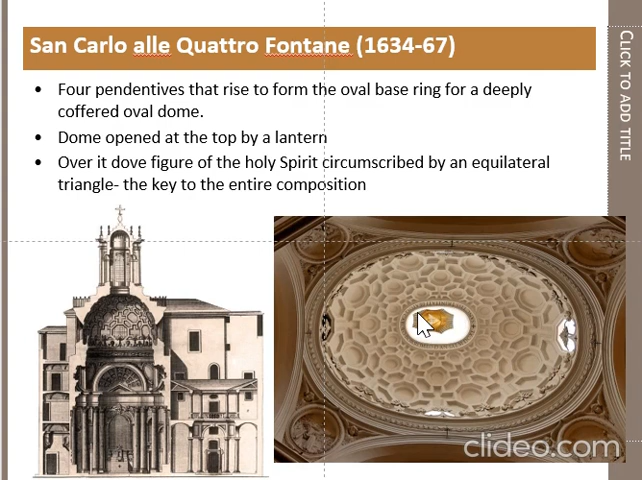 San Carlo alle Quattro Fontane (1634-67)
• Four pendentives that rise to form the oval base ring for a deeply
coffered oval dome.
• Dome opened at the top by a lantern
• Over it dove figure of the holy Spirit circumscribed by an equilateral
triangle- the key to the entire composition
Click to add title
clideo.com